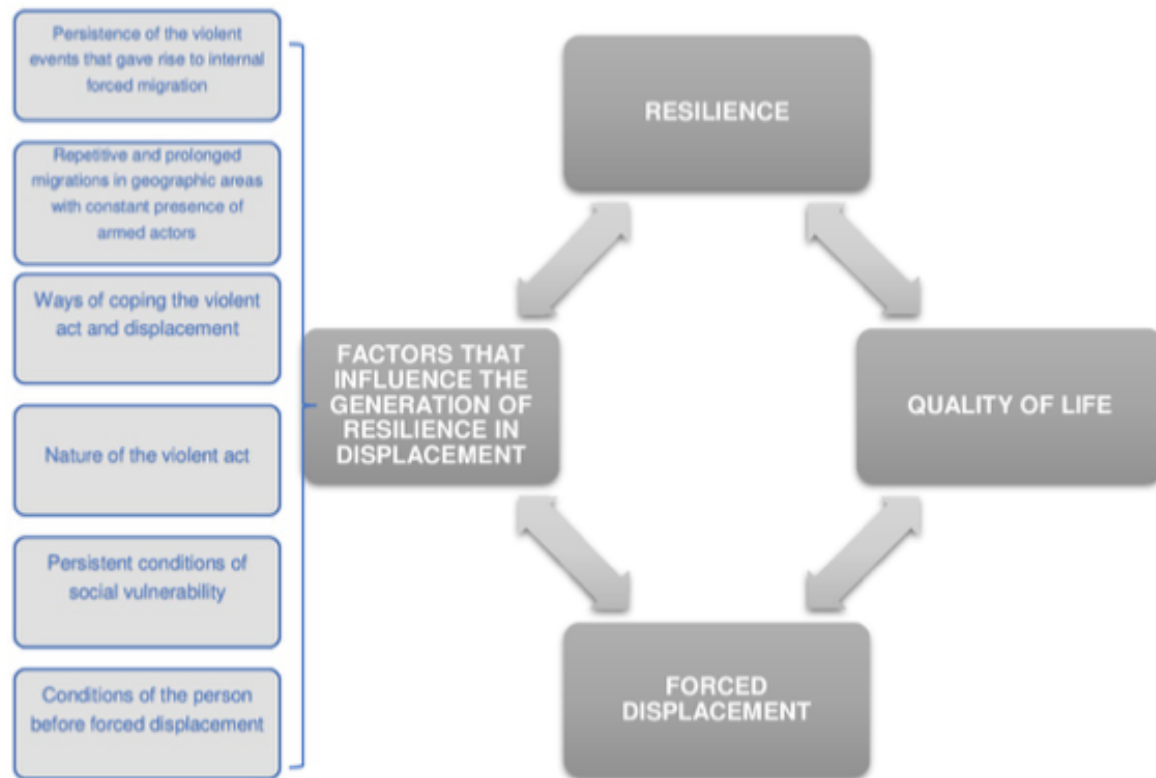 Persistence of the violent
events that gave rise to internal
forced migration
Repetitive and prolonged
migrations in geographic areas
with constant presence of
armed actors
Ways of coping the violent
act and displacement
Nature of the violent act
Persistent conditions of
social vulnerability
Conditions of the person
before forced displacement
RESILIENCE
FACTORS THAT
INFLUENCE THE
GENERATION OF
RESILIENCE IN
DISPLACEMENT
QUALITY OF LIFE
FORCED
DISPLACEMENT